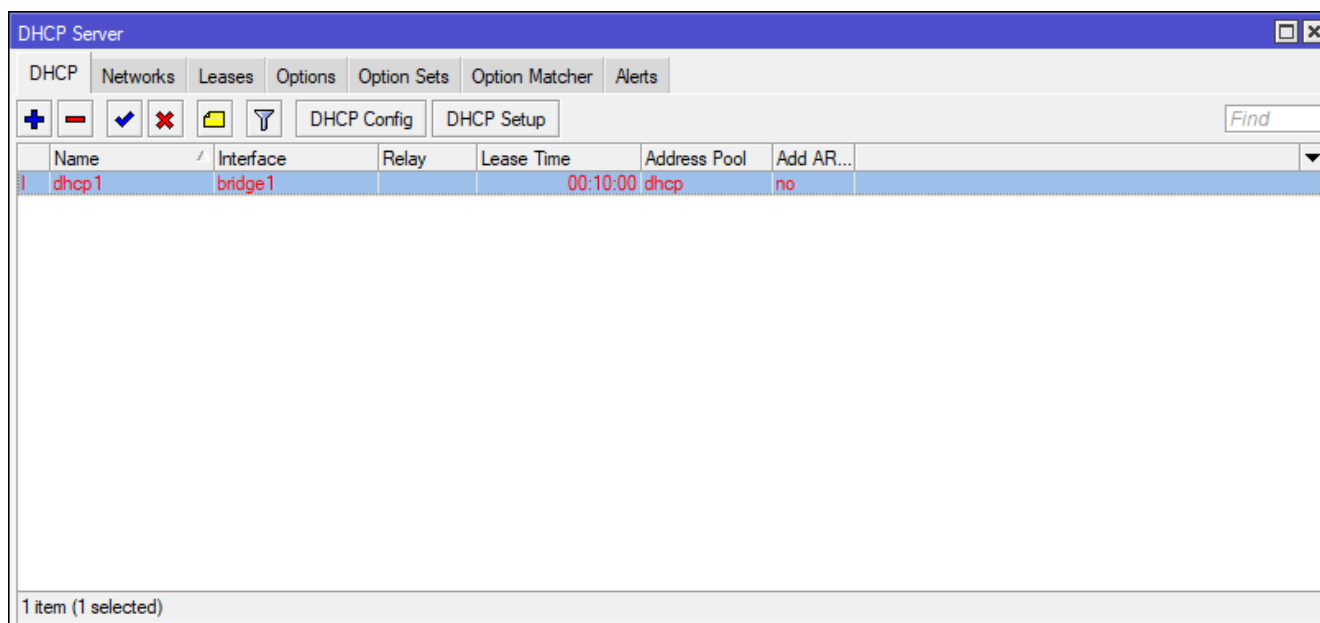 DHCP Server
DHCP Networks Leases Options Option Sets Option Matcher Alerts
DHCP Config DHCP Setup Find
Name Interface Relay Lease Time Address Pool Add AR...
I dhcp1 bridge1 00:10:00 dhcp no
1 item (1 selected)